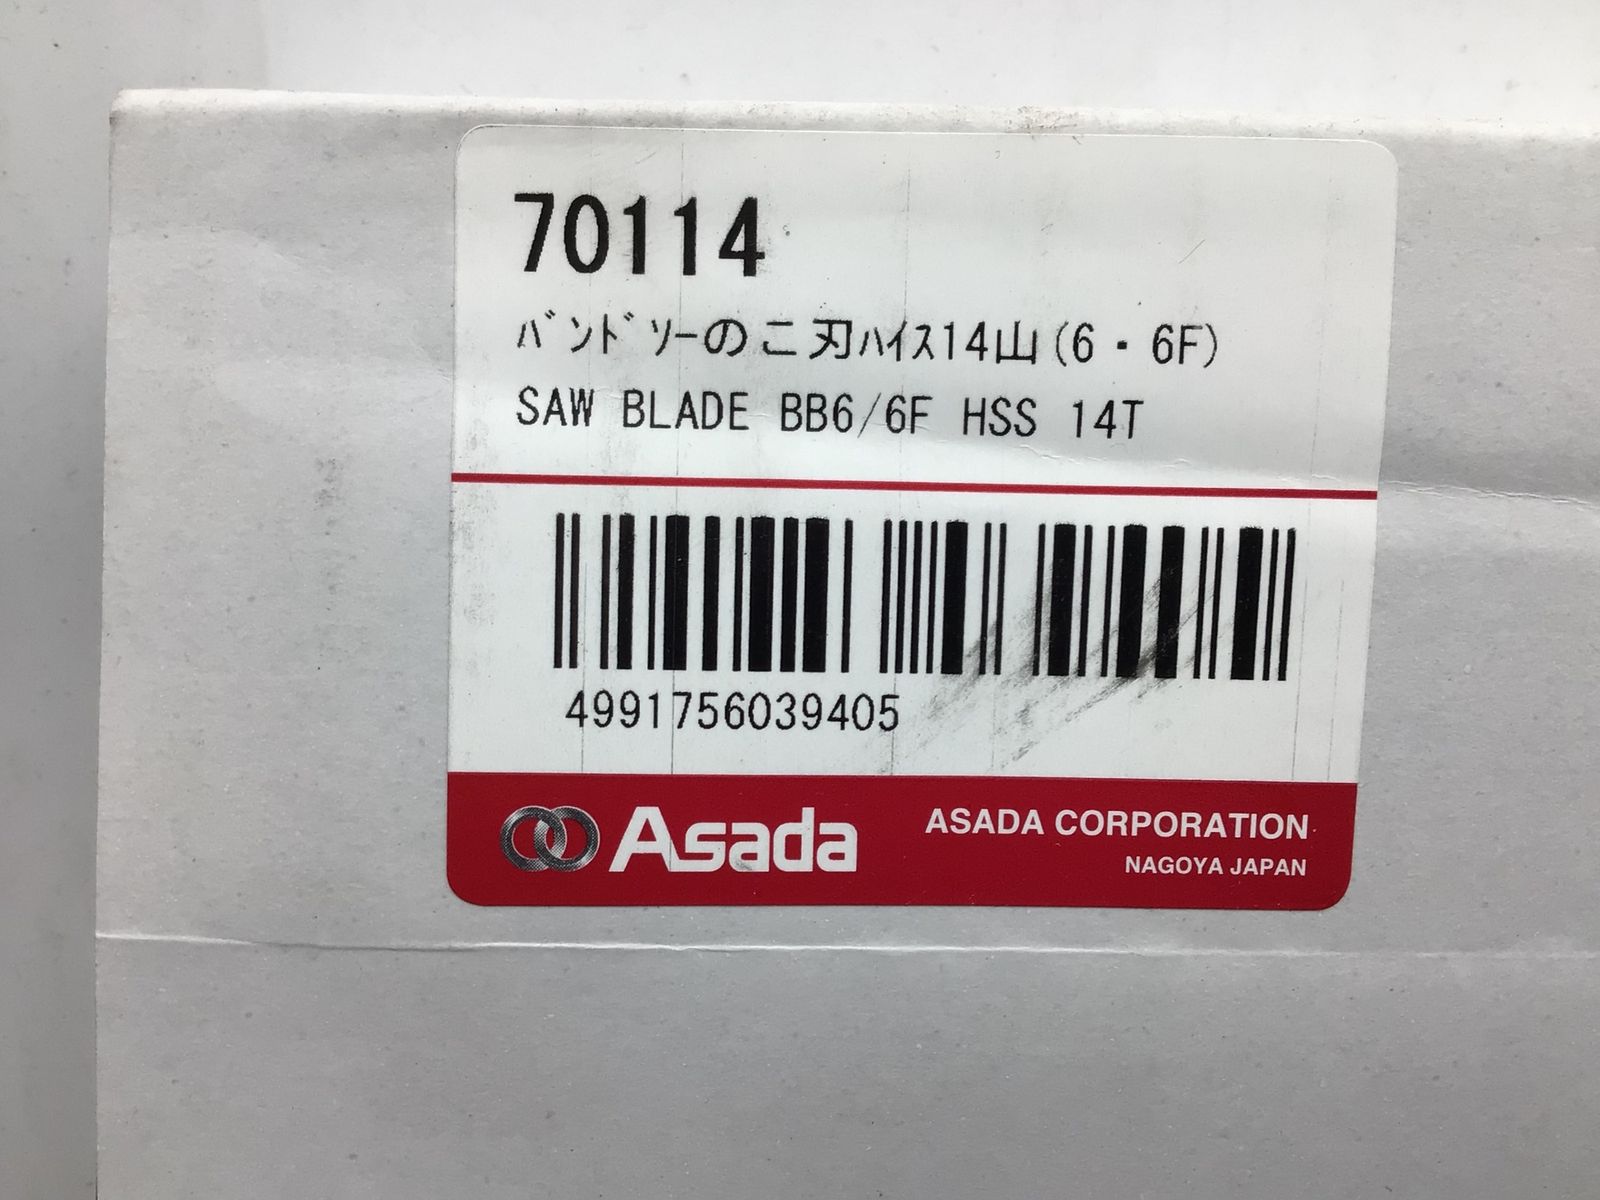 70114
ﾊﾞﾝﾄﾞｿｰのこ刃ﾊｲｽ14山(6・6F)
SAW BLADE BB6/6F HSS 14T
4991756039405
Asada
ASADA CORPORATION
NAGOYA JAPAN